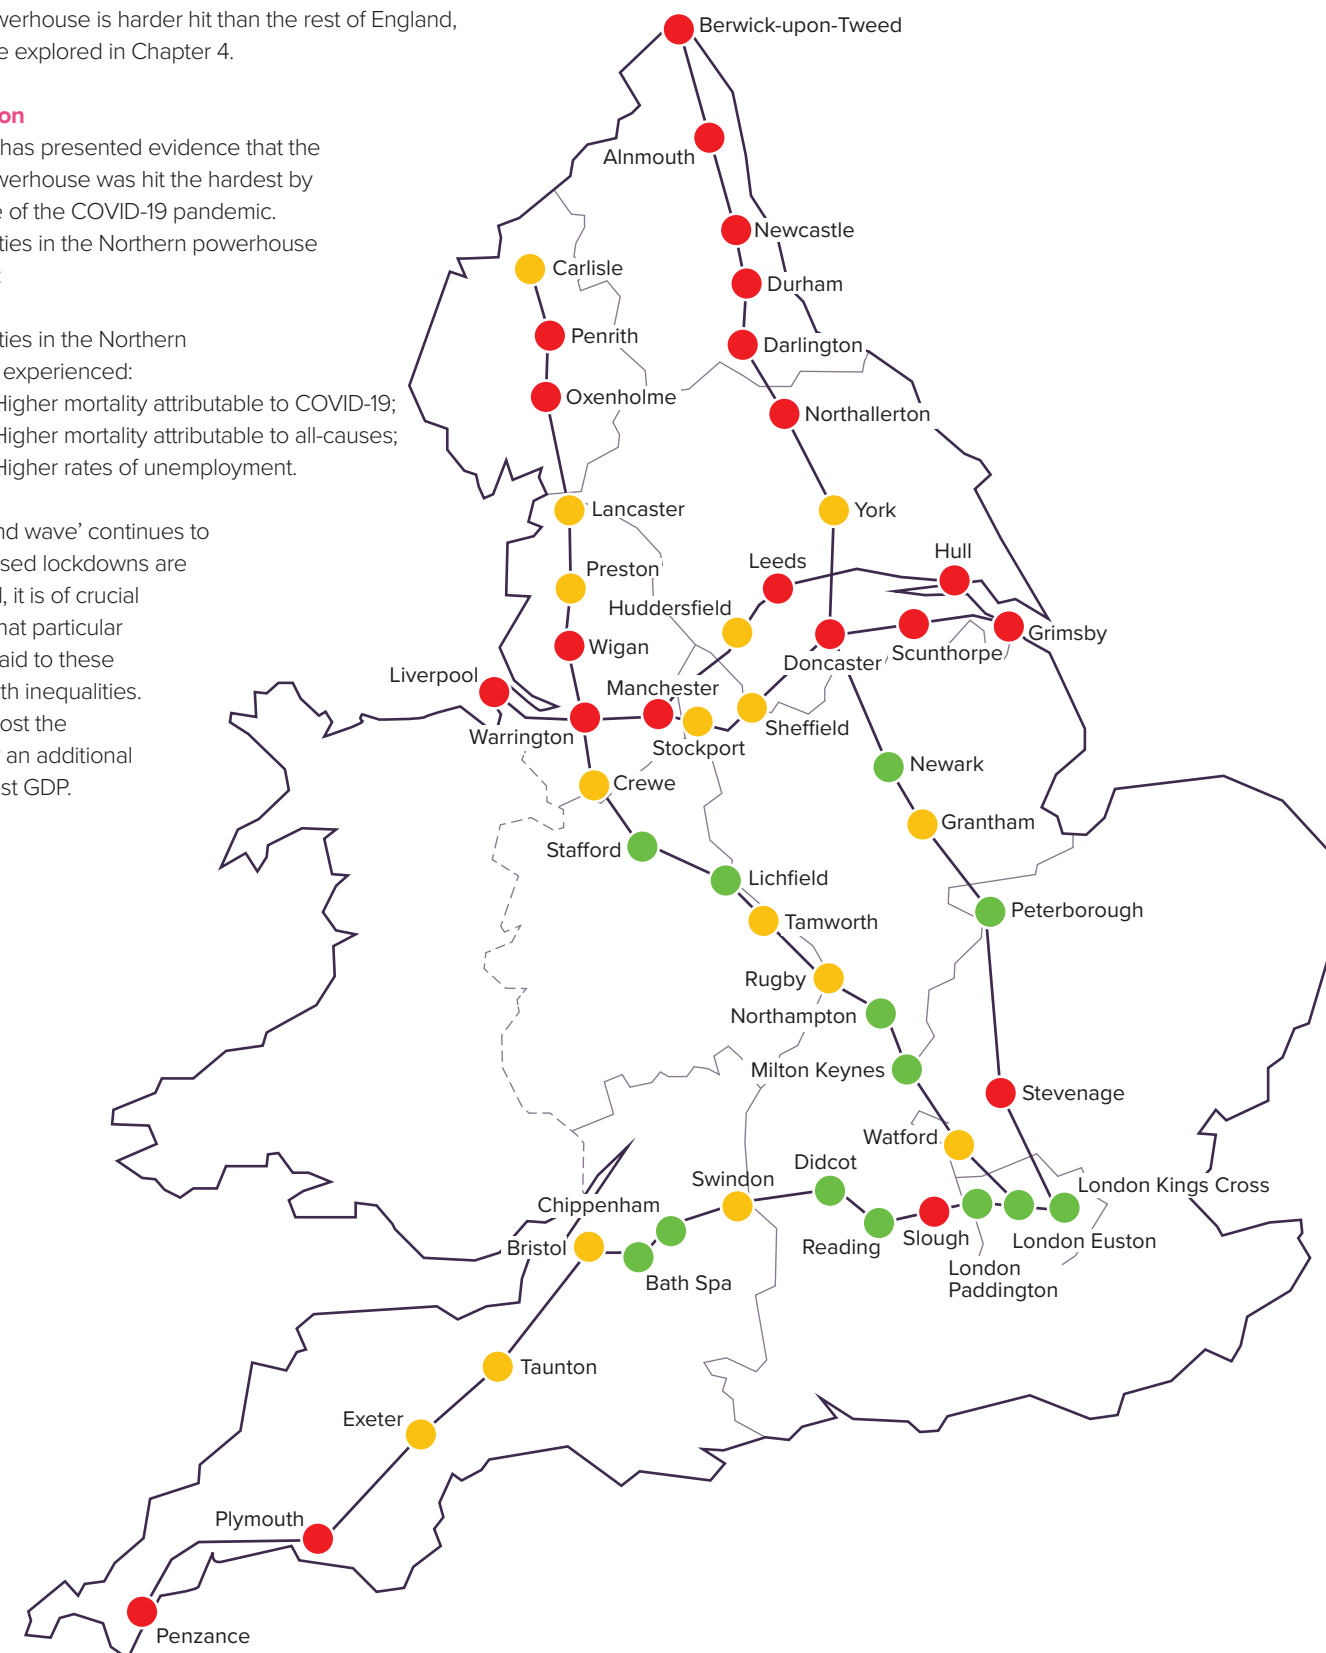 werhouse is harder hit than the rest of England,
e explored in Chapter 4.
on
has presented evidence that the
werhouse was hit the hardest by
e of the COVID-19 pandemic.
ties in the Northern powerhouse
ties in the Northern
experienced:
Higher mortality attributable to COVID-19;
Higher mortality attributable to all-causes;
Higher rates of unemployment.
nd wave’ continues to
sed lockdowns are
l, it is of crucial
hat particular
aid to these
th inequalities.
ost the
r an additional
st GDP.
Berwick-upon-Tweed
Alnmouth
Newcastle
Carlisle
Durham
Penrith
Darlington
Oxenholme
Northallerton
Lancaster
York
Hull
Leeds
Preston
Huddersfield
Grimsby
Wigan
Scunthorpe
Doncaster
Liverpool
Manchester
Sheffield
Warrington
Stockport
Newark
Crewe
Grantham
Stafford
Lichfield
Peterborough
Tamworth
Rugby
Northampton
Milton Keynes
Stevenage
Watford
Didcot
Swindon
London Kings Cross
Chippenham
Slough
London Euston
Reading
Bristol
London
Paddington
Bath Spa
Taunton
Exeter
Plymouth
Penzance